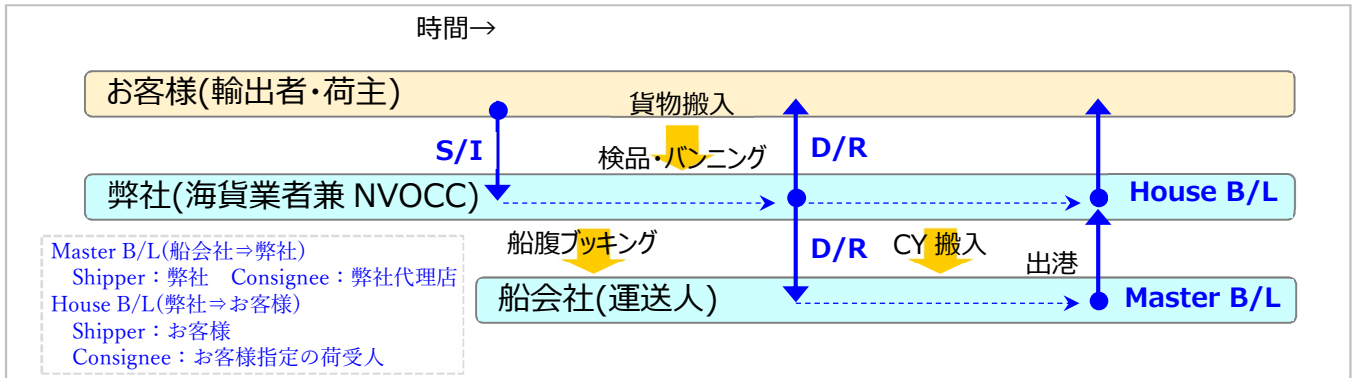 時間→
お客様(輸出者・荷主)
貨物搬入
S/I
検品・バンニング
D/R
弊社(海貨業者兼 NVOCC)
House B/L
船腹ブッキング
D/R
CY 搬入
出港
船会社(運送人)
Master B/L
Master B/L(船会社⇒弊社)
Shipper：弊社　Consignee：弊社代理店
House B/L(弊社⇒お客様)
Shipper：お客様
Consignee：お客様指定の荷受人